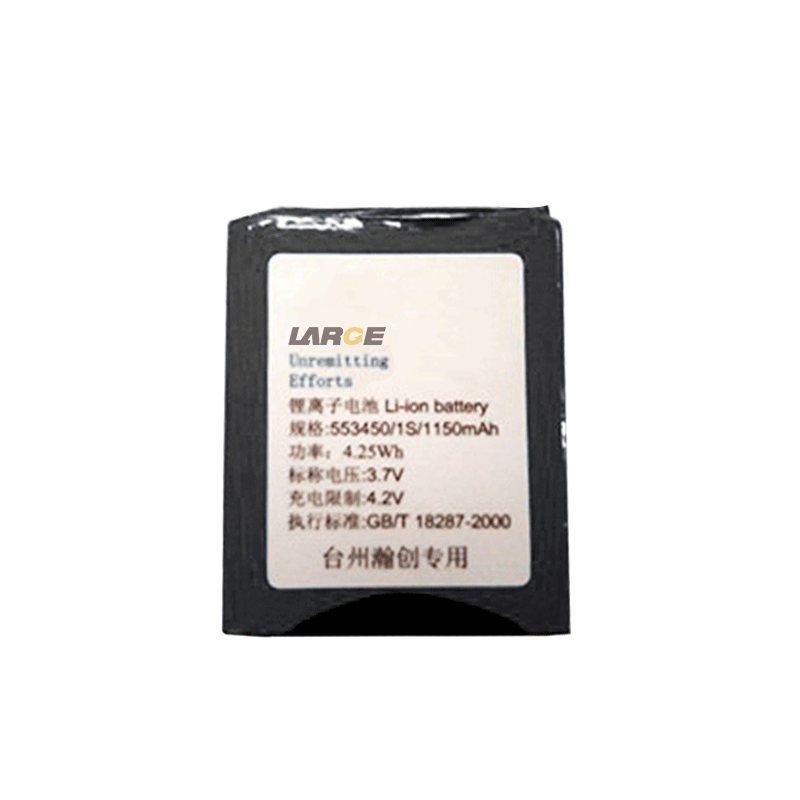 LARGE
Unremitting
Efforts
锂离子电池 Li-ion battery
规格:553450/1S/1150mAh
功率: 4.25Wh
标称电压:3.7V
充电限制:4.2V
执行标准:GB/T 18287-2000
台州瀚创专用